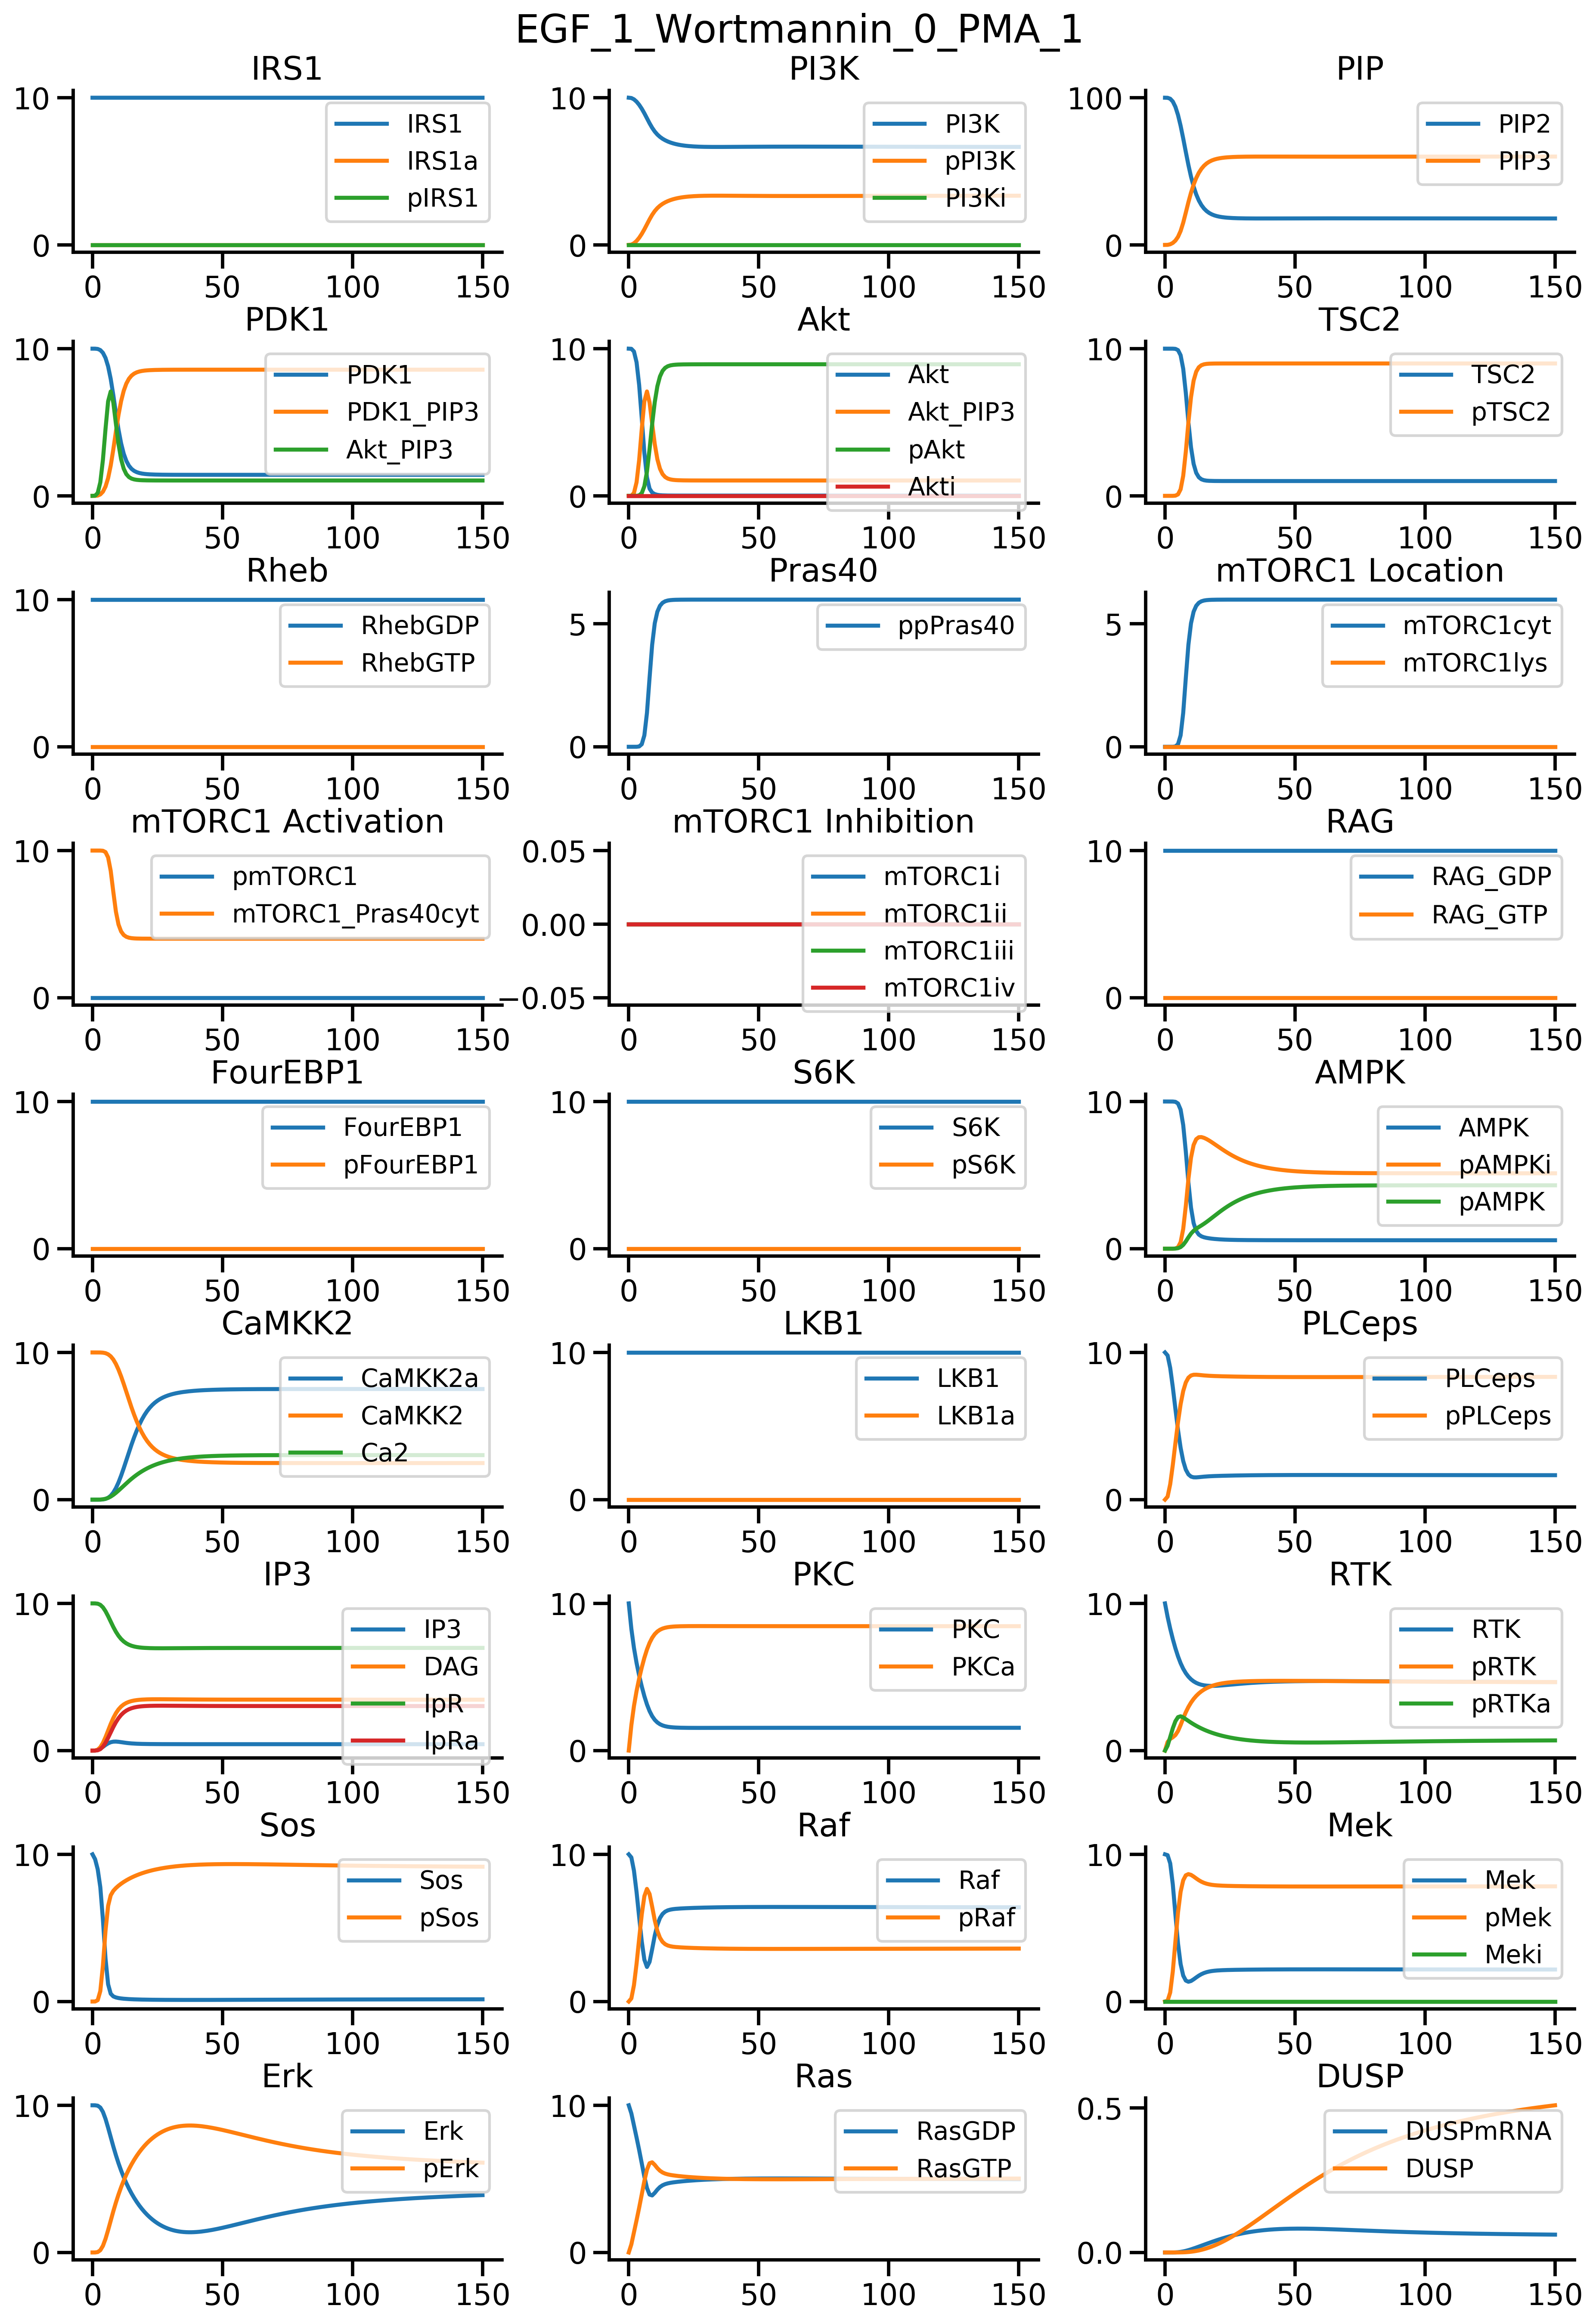 EGF_1_Wortmannin_0_PMA_1
IRS1
10
0
0 50 100 150
IRS1
IRS1a
pIRS1
PI3K
10
0
0 50 100 150
PI3K
pPI3K
PI3Ki
PIP
100
0
0 50 100 150
PIP2
PIP3
PDK1
10
0
0 50 100 150
PDK1
PDK1_PIP3
Akt_PIP3
Akt
10
0
0 50 100 150
Akt
Akt_PIP3
pAkt
Akti
TSC2
10
0
0 50 100 150
TSC2
pTSC2
Rheb
10
0
0 50 100 150
RhebGDP
RhebGTP
Pras40
5
0
0 50 100 150
ppPras40
mTORC1 Location
5
0
0 50 100 150
mTORC1cyt
mTORC1lys
mTORC1 Activation
10
0
0 50 100 150
pmTORC1
mTORC1_Pras40cyt
mTORC1 Inhibition
0.05
0.00
−0.05
0 50 100 150
mTORC1i
mTORC1ii
mTORC1iii
mTORC1iv
RAG
10
0
0 50 100 150
RAG_GDP
RAG_GTP
FourEBP1
10
0
0 50 100 150
FourEBP1
pFourEBP1
S6K
10
0
0 50 100 150
S6K
pS6K
AMPK
10
0
0 50 100 150
AMPK
pAMPKi
pAMPK
CaMKK2
10
0
0 50 100 150
CaMKK2a
CaMKK2
Ca2
LKB1
10
0
0 50 100 150
LKB1
LKB1a
PLCeps
10
0
0 50 100 150
PLCeps
pPLCeps
IP3
10
0
0 50 100 150
IP3
DAG
IpR
IpRa
PKC
10
0
0 50 100 150
PKC
PKCa
RTK
10
0
0 50 100 150
RTK
pRTK
pRTKa
Sos
10
0
0 50 100 150
Sos
pSos
Raf
10
0
0 50 100 150
Raf
pRaf
Mek
10
0
0 50 100 150
Mek
pMek
Meki
Erk
10
0
0 50 100 150
Erk
pErk
Ras
10
0
0 50 100 150
RasGDP
RasGTP
DUSP
0.5
0.0
0 50 100 150
DUSPmRNA
DUSP